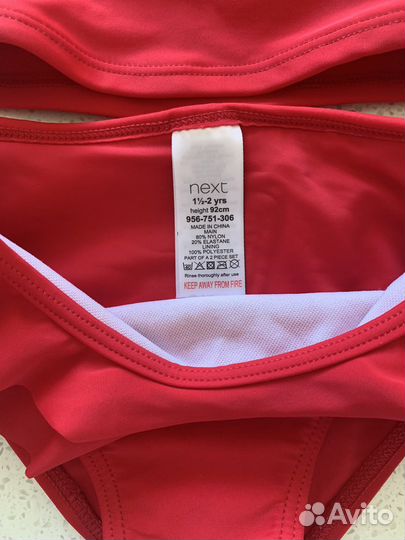 next
1½-2 yrs
height 92cm
956-751-306
MADE IN CHINA
MAIN
80% NYLON
20% ELASTANE
LINING
100% POLYESTER
PART OF A 2 PIECE SET
Rinse thoroughly after use
KEEP AWAY FROM FIRE
Avito